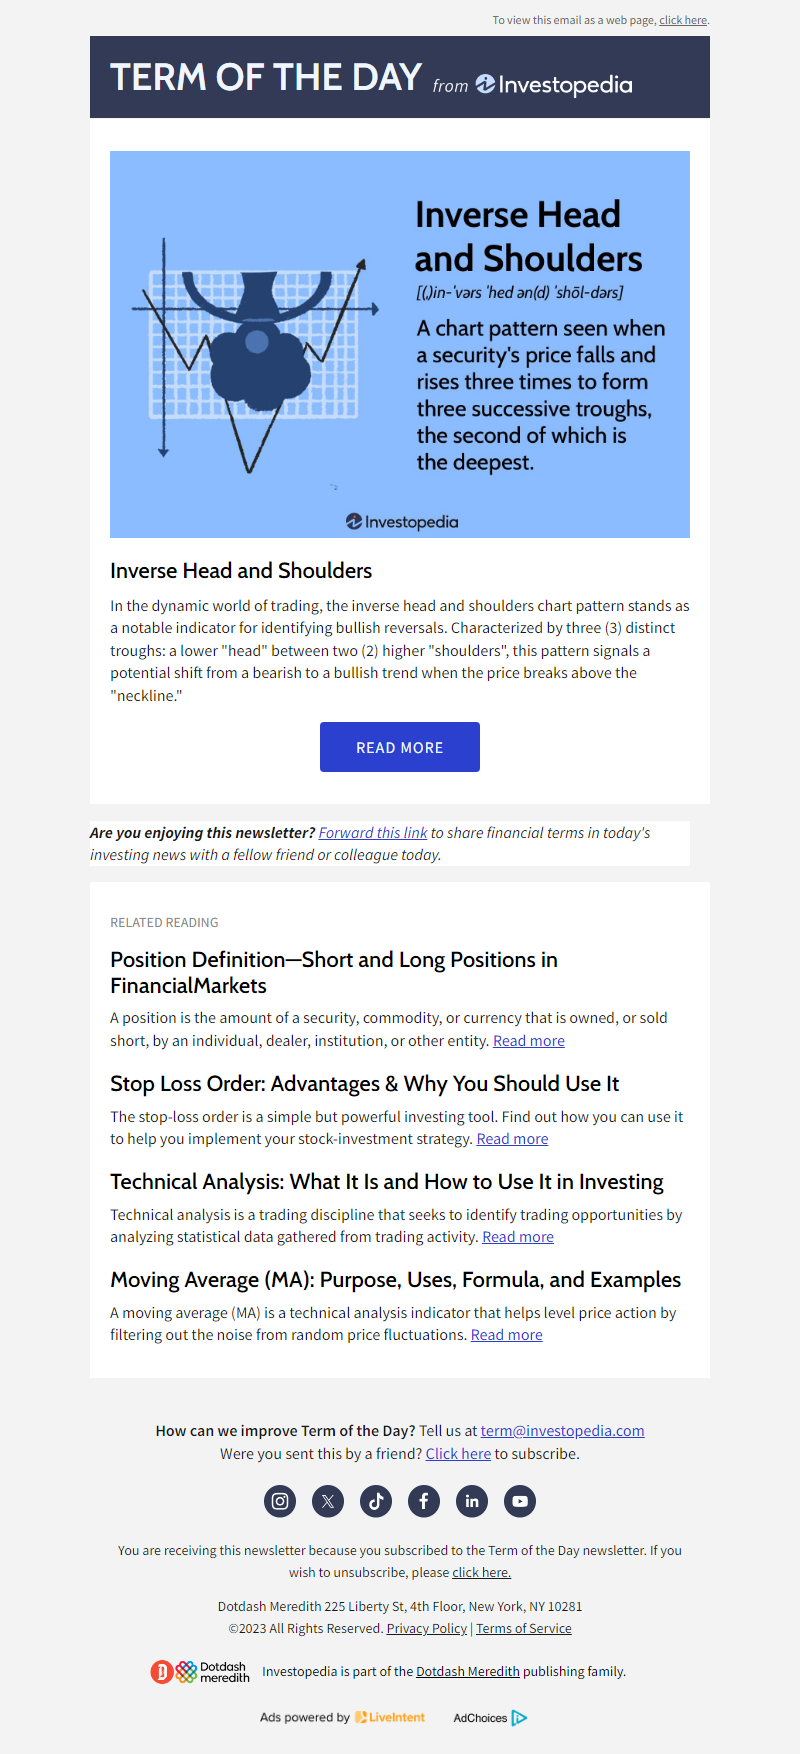 To view this email as a web page, click here.
TERM OF THE DAY from Investopedia
Inverse Head
and Shoulders
[(ˌ)in-ˈvərs ˈhed ən(d) ˈshōl-dərs]
A chart pattern seen when
a security's price falls and
rises three times to form
three successive troughs,
the second of which is
the deepest.
Investopedia
Inverse Head and Shoulders
In the dynamic world of trading, the inverse head and shoulders chart pattern stands as
a notable indicator for identifying bullish reversals. Characterized by three (3) distinct
troughs: a lower "head" between two (2) higher "shoulders", this pattern signals a
potential shift from a bearish to a bullish trend when the price breaks above the
"neckline."
READ MORE
Are you enjoying this newsletter? Forward this link to share financial terms in today's
investing news with a fellow friend or colleague today.
RELATED READING
Position Definition—Short and Long Positions in
FinancialMarkets
A position is the amount of a security, commodity, or currency that is owned, or sold
short, by an individual, dealer, institution, or other entity. Read more
Stop Loss Order: Advantages & Why You Should Use It
The stop-loss order is a simple but powerful investing tool. Find out how you can use it
to help you implement your stock-investment strategy. Read more
Technical Analysis: What It Is and How to Use It in Investing
Technical analysis is a trading discipline that seeks to identify trading opportunities by
analyzing statistical data gathered from trading activity. Read more
Moving Average (MA): Purpose, Uses, Formula, and Examples
A moving average (MA) is a technical analysis indicator that helps level price action by
filtering out the noise from random price fluctuations. Read more
How can we improve Term of the Day? Tell us at term@investopedia.com
Were you sent this by a friend? Click here to subscribe.
You are receiving this newsletter because you subscribed to the Term of the Day newsletter. If you
wish to unsubscribe, please click here.
Dotdash Meredith 225 Liberty St, 4th Floor, New York, NY 10281
©2023 All Rights Reserved. Privacy Policy | Terms of Service
Dotdash
meredith
Investopedia is part of the Dotdash Meredith publishing family.
Ads powered by LiveIntent AdChoices